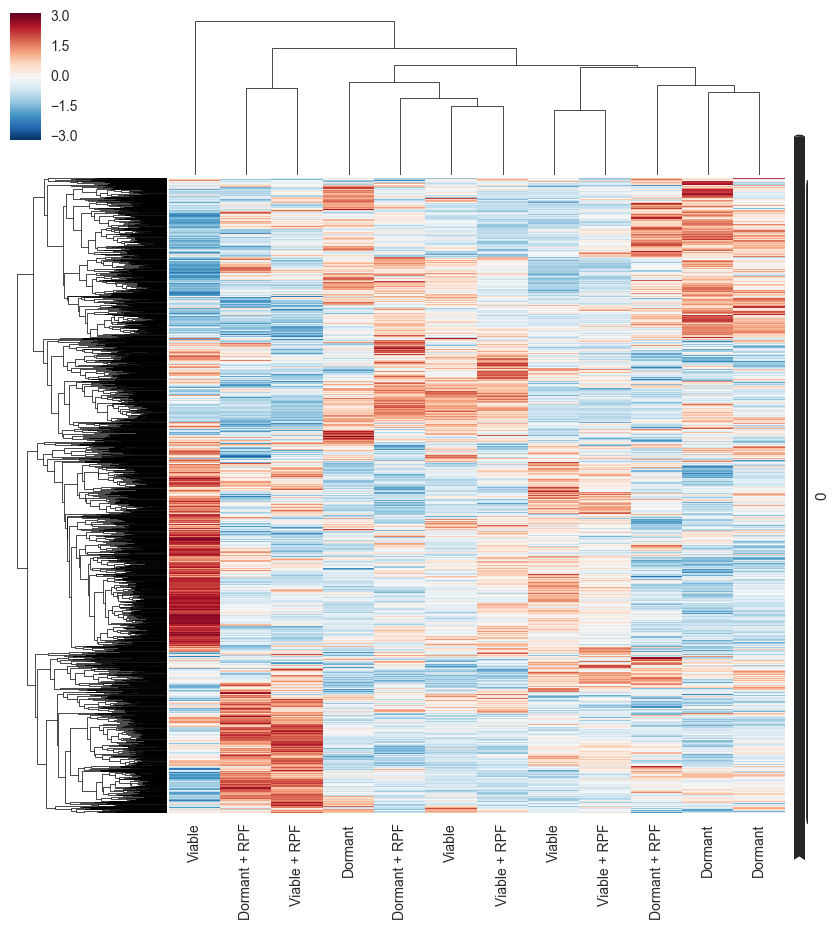 3.0
1.5
0.0
−1.5
−3.0
0
Viable
Dormant + RPF
Viable + RPF
Dormant
Dormant + RPF
Viable
Viable + RPF
Viable
Viable + RPF
Dormant + RPF
Dormant
Dormant